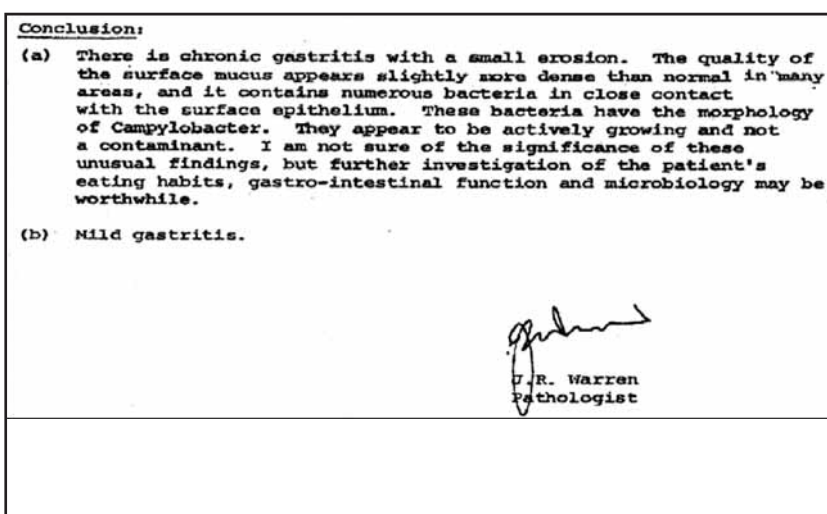 Conclusion:
(a) There is chronic gastritis with a small erosion. The quality of
the surface mucus appears slightly more dense than normal in many
areas, and it contains numerous bacteria in close contact
with the surface epithelium. These bacteria have the morphology
of Campylobacter. They appear to be actively growing and not
a contaminant. I am not sure of the significance of these
unusual findings, but further investigation of the patient's
eating habits, gastro-intestinal function and microbiology may be
worthwhile.
(b) Mild gastritis.
J.R. Warren
Pathologist